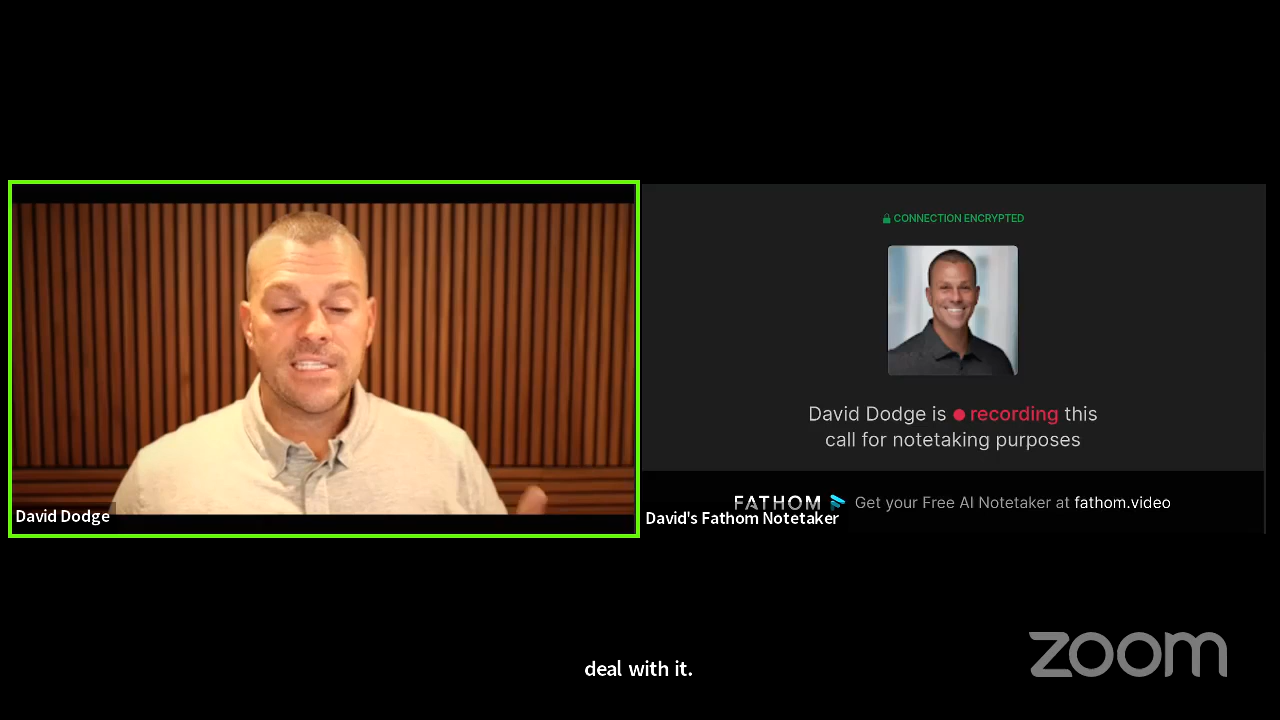 CONNECTION ENCRYPTED
David Dodge is recording this
call for notetaking purposes
FATHOM Get your Free AI Notetaker at fathom.video
David Dodge
David's Fathom Notetaker
zoom
deal with it.